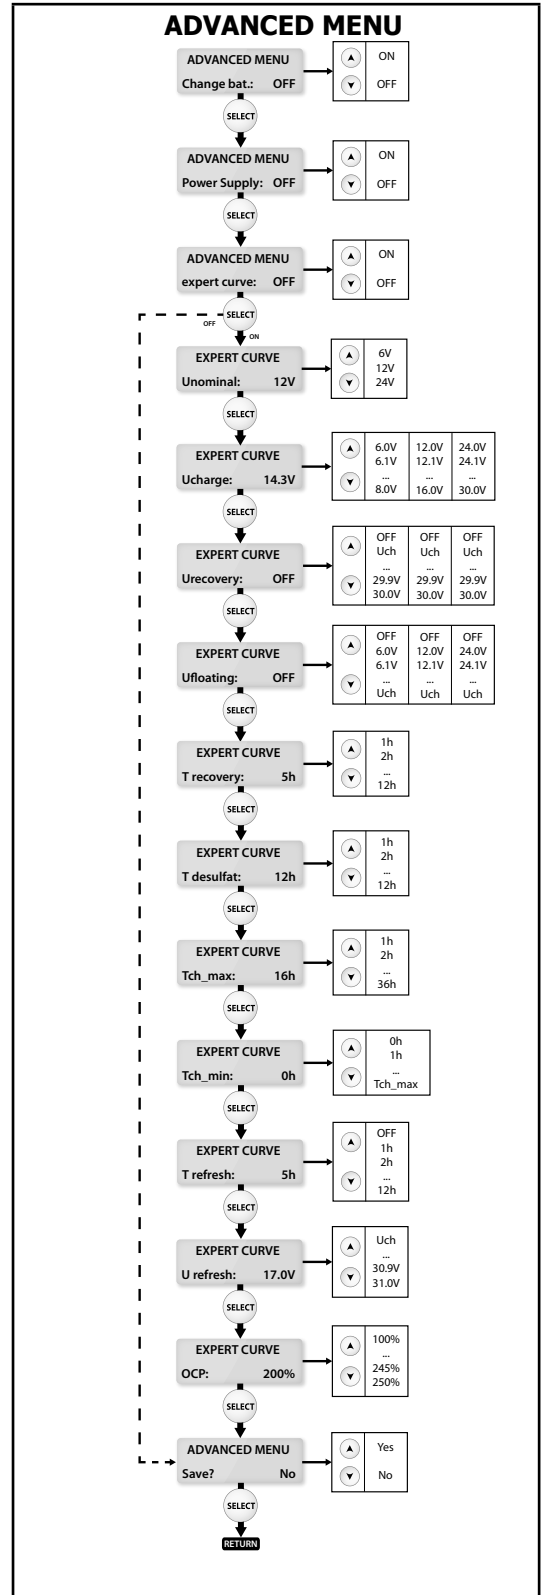 ADVANCED MENU
ADVANCED MENU
Change bat.: OFF
ON
OFF
SELECT
ADVANCED MENU
Power Supply: OFF
ON
OFF
SELECT
ADVANCED MENU
expert curve: OFF
ON
OFF
SELECT
OFF
ON
EXPERT CURVE
Unominal: 12V
6V
12V
24V
SELECT
EXPERT CURVE
Ucharge: 14.3V
6.0V 12.0V 24.0V
6.1V 12.1V 24.1V
... ... ...
8.0V 16.0V 30.0V
SELECT
EXPERT CURVE
Urecovery: OFF
OFF OFF OFF
Uch Uch Uch
... ... ...
29.9V 29.9V 29.9V
30.0V 30.0V 30.0V
SELECT
EXPERT CURVE
Ufloating: OFF
OFF OFF OFF
6.0V 12.0V 24.0V
6.1V 12.1V 24.1V
... ... ...
Uch Uch Uch
SELECT
EXPERT CURVE
T recovery: 5h
1h
2h
...
12h
SELECT
EXPERT CURVE
T desulfat: 12h
1h
2h
...
12h
SELECT
EXPERT CURVE
Tch_max: 16h
1h
2h
...
36h
SELECT
EXPERT CURVE
Tch_min: 0h
0h
1h
...
Tch_max
SELECT
EXPERT CURVE
T refresh: 5h
OFF
1h
2h
...
12h
SELECT
EXPERT CURVE
U refresh: 17.0V
Uch
...
30.9V
31.0V
SELECT
EXPERT CURVE
OCP: 200%
100%
...
245%
250%
SELECT
ADVANCED MENU
Save? No
Yes
No
SELECT
RETURN